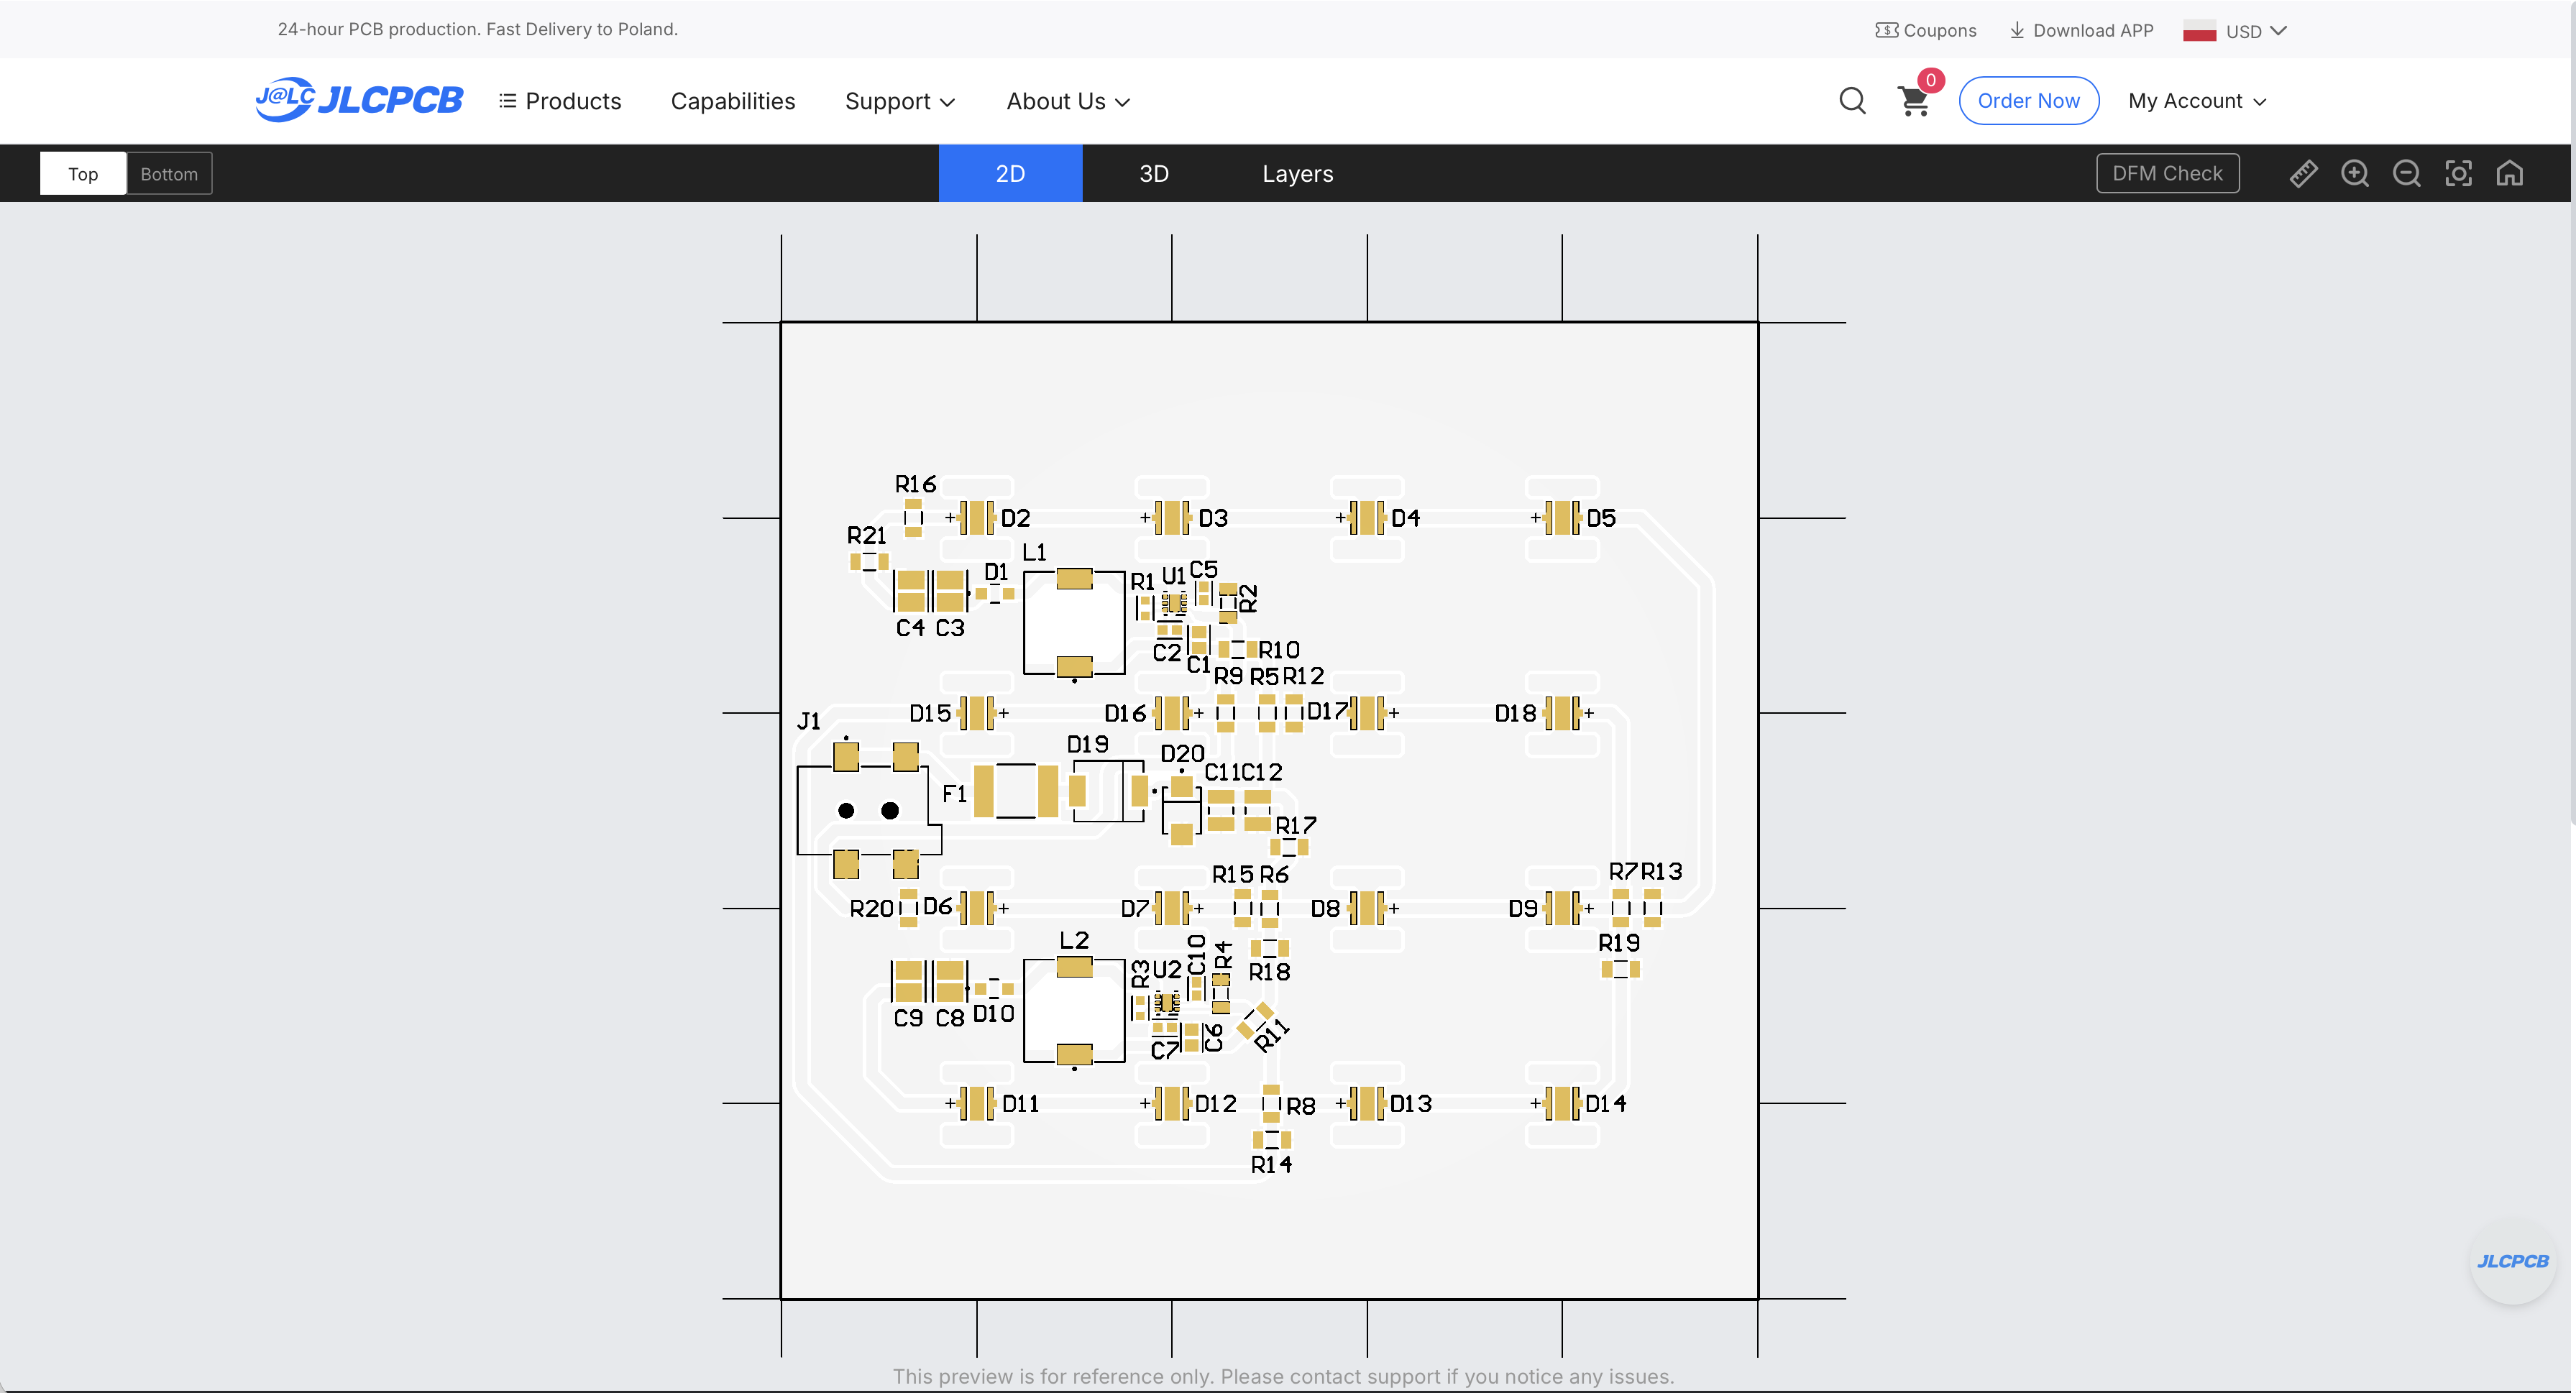 24-hour PCB production. Fast Delivery to Poland.
Coupons
Download APP
USD
J@LC JLCPCB
Products
Capabilities
Support
About Us
0
Order Now
My Account
Top
Bottom
2D
3D
Layers
DFM Check
R16
+ D2
+ D3
+ D4
+ D5
R21
L1
D1
R1
U1
C5
R2
C4
C3
C2
C1
R10
R9
R5
R12
J1
D15 +
D16 +
D17 +
D18 +
D19
D20
F1
C11
C12
R17
R15
R6
R7
R13
R20
D6 +
D7 +
D8 +
D9 +
R19
L2
R3
U2
C10
R4
R18
C9
C8
D10
C7
C6
R11
+ D11
+ D12
R8
+ D13
+ D14
R14
JLCPCB
This preview is for reference only. Please contact support if you notice any issues.